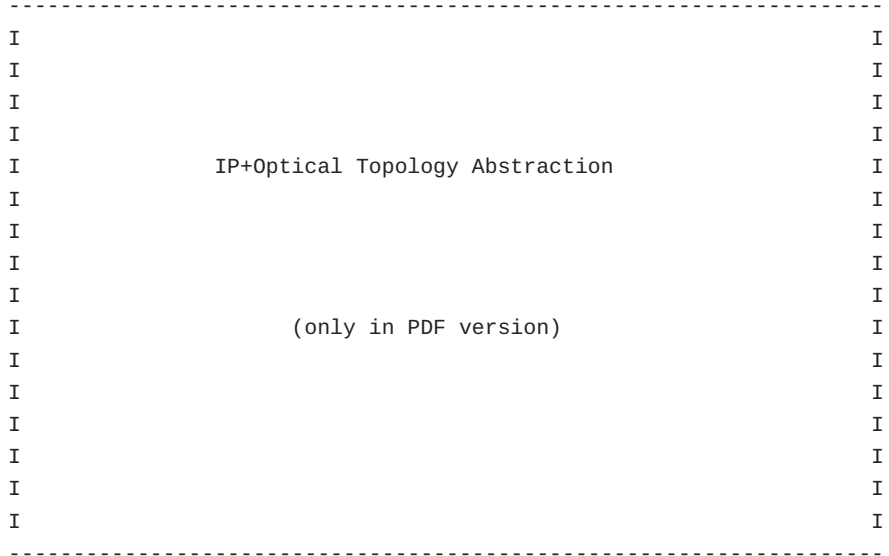 --------------------------------------------------------------------
I                                                                  I
I                                                                  I
I                                                                  I
I                                                                  I
I               IP+Optical Topology Abstraction                    I
I                                                                  I
I                                                                  I
I                                                                  I
I                                                                  I
I                     (only in PDF version)                        I
I                                                                  I
I                                                                  I
I                                                                  I
I                                                                  I
I                                                                  I
I                                                                  I
--------------------------------------------------------------------